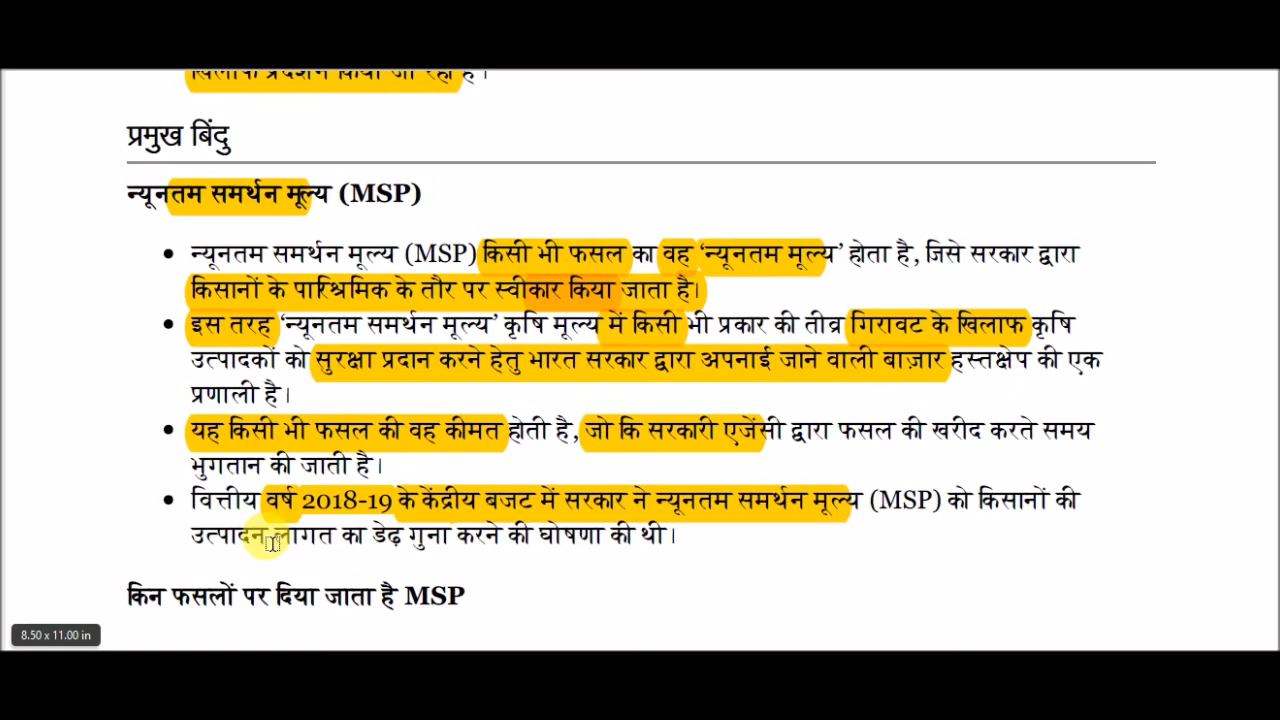 खिलाफ प्रदर्शन किया जा रहा है।
प्रमुख बिंदु
न्यूनतम समर्थन मूल्य (MSP)
• न्यूनतम समर्थन मूल्य (MSP) किसी भी फसल का वह ‘न्यूनतम मूल्य’ होता है, जिसे सरकार द्वारा
किसानों के पारिश्रमिक के तौर पर स्वीकार किया जाता है।
• इस तरह ‘न्यूनतम समर्थन मूल्य’ कृषि मूल्य में किसी भी प्रकार की तीव्र गिरावट के खिलाफ कृषि
उत्पादकों को सुरक्षा प्रदान करने हेतु भारत सरकार द्वारा अपनाई जाने वाली बाज़ार हस्तक्षेप की एक
प्रणाली है।
• यह किसी भी फसल की वह कीमत होती है, जो कि सरकारी एजेंसी द्वारा फसल की खरीद करते समय
भुगतान की जाती है।
• वित्तीय वर्ष 2018-19 के केंद्रीय बजट में सरकार ने न्यूनतम समर्थन मूल्य (MSP) को किसानों की
उत्पादन लागत का डेढ़ गुना करने की घोषणा की थी।
किन फसलों पर दिया जाता है MSP
8.50 x 11.00 in